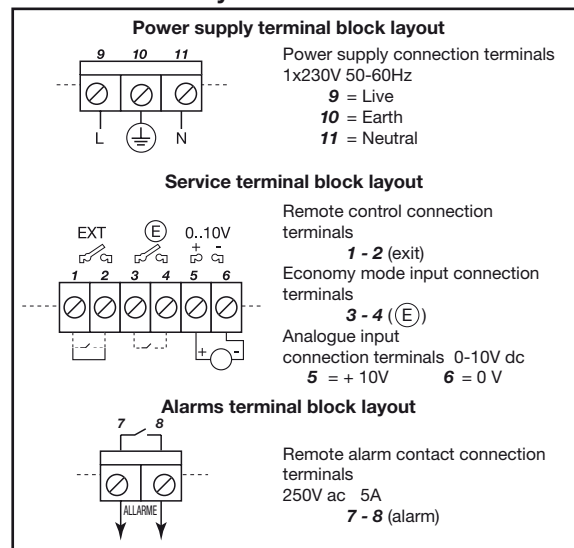 Power supply terminal block layout
9 10 11
L N
Power supply connection terminals
1x230V 50-60Hz
9 = Live
10 = Earth
11 = Neutral
Service terminal block layout
EXT E 0..10V
+ -
1 2 3 4 5 6
+ -
Remote control connection
terminals
1 - 2 (exit)
Economy mode input connection
terminals
3 - 4 (E)
Analogue input
connection terminals 0-10V dc
5 = + 10V 6 = 0 V
Alarms terminal block layout
7 8
ALLARME
Remote alarm contact connection
terminals
250V ac 5A
7 - 8 (alarm)